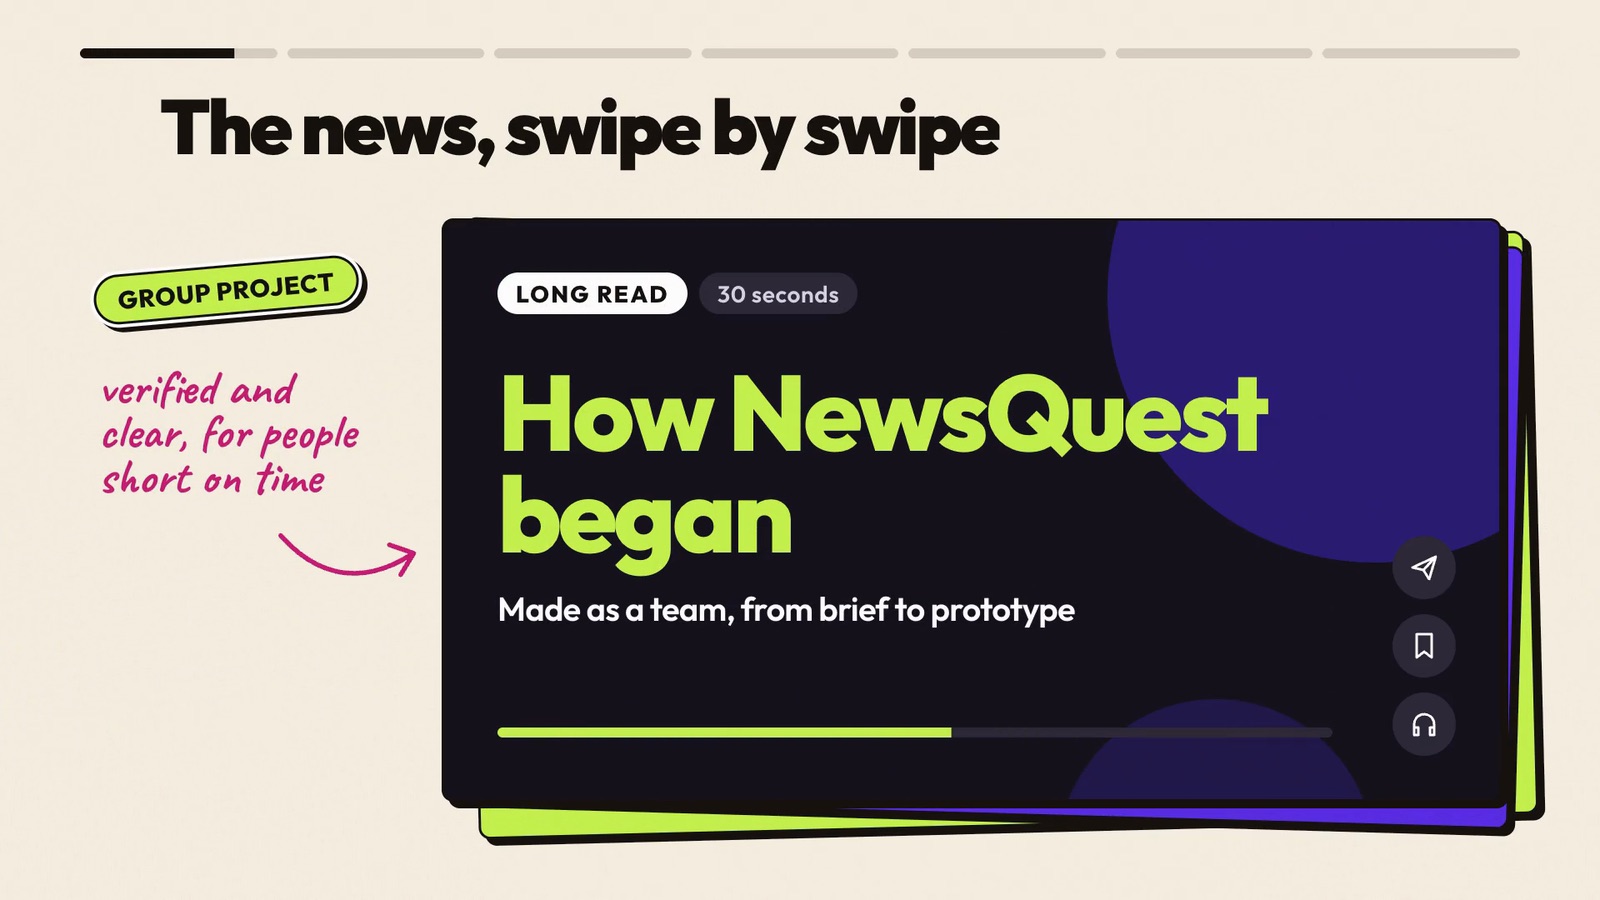 The news, swipe by swipe
GROUP PROJECT
verified and
clear, for people
short on time
LONG READ
30 seconds
How NewsQuest
began
Made as a team, from brief to prototype